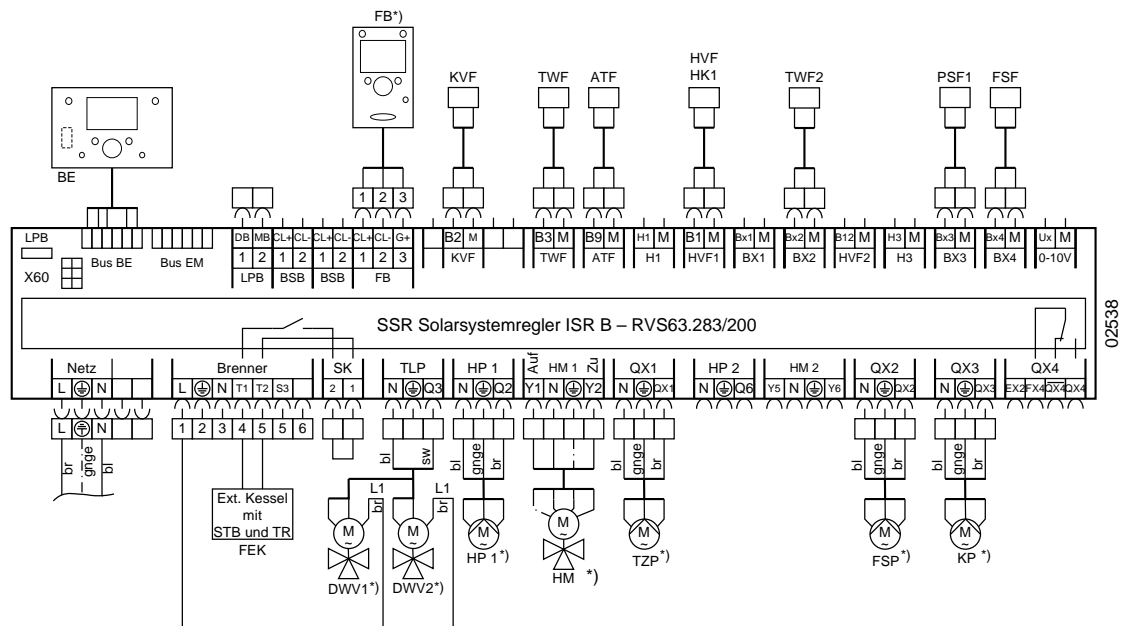 FB*)
KVF TWF ATF HVF HK1 TWF2 PSF1 FSF
BE
1 2 3
LPB
X60
Bus BE
Bus EM
DB MB CL+ CL- CL+ CL- CL+ CL- G+ B2 M B3 M B9 M H1 M B1 M Bx1 M Bx2 M B12 M H3 M Bx3 M Bx4 M Ux M
1 2 1 2 1 2 1 2 3 KVF TWF ATF H1 HVF1 BX1 BX2 HVF2 H3 BX3 BX4 0-10V
LPB BSB BSB FB
SSR Solarsystemregler ISR B – RVS63.283/200
02538
Netz Brenner SK TLP HP 1 Auf HM 1 Zu QX1 HP 2 HM 2 QX2 QX3 QX4
L N L N T1 T2 S3 2 1 N Q3 N Q2 Y1 N Y2 N QX1 N Q6 Y5 N Y6 N QX2 N QX3 EX2 FX4 QX4 QX4
L N 1 2 3 4 5 5 6
br gnge bl bl sw bl gnge br bl gnge br bl gnge br bl gnge br
Ext. Kessel
mit
STB und TR
FEK
L1 br L1 br
M ~ M ~ M ~ M ~ M ~ M ~ M ~
DWV1*) DWV2*) HP 1*) HM *) TZP*) FSP*) KP*)